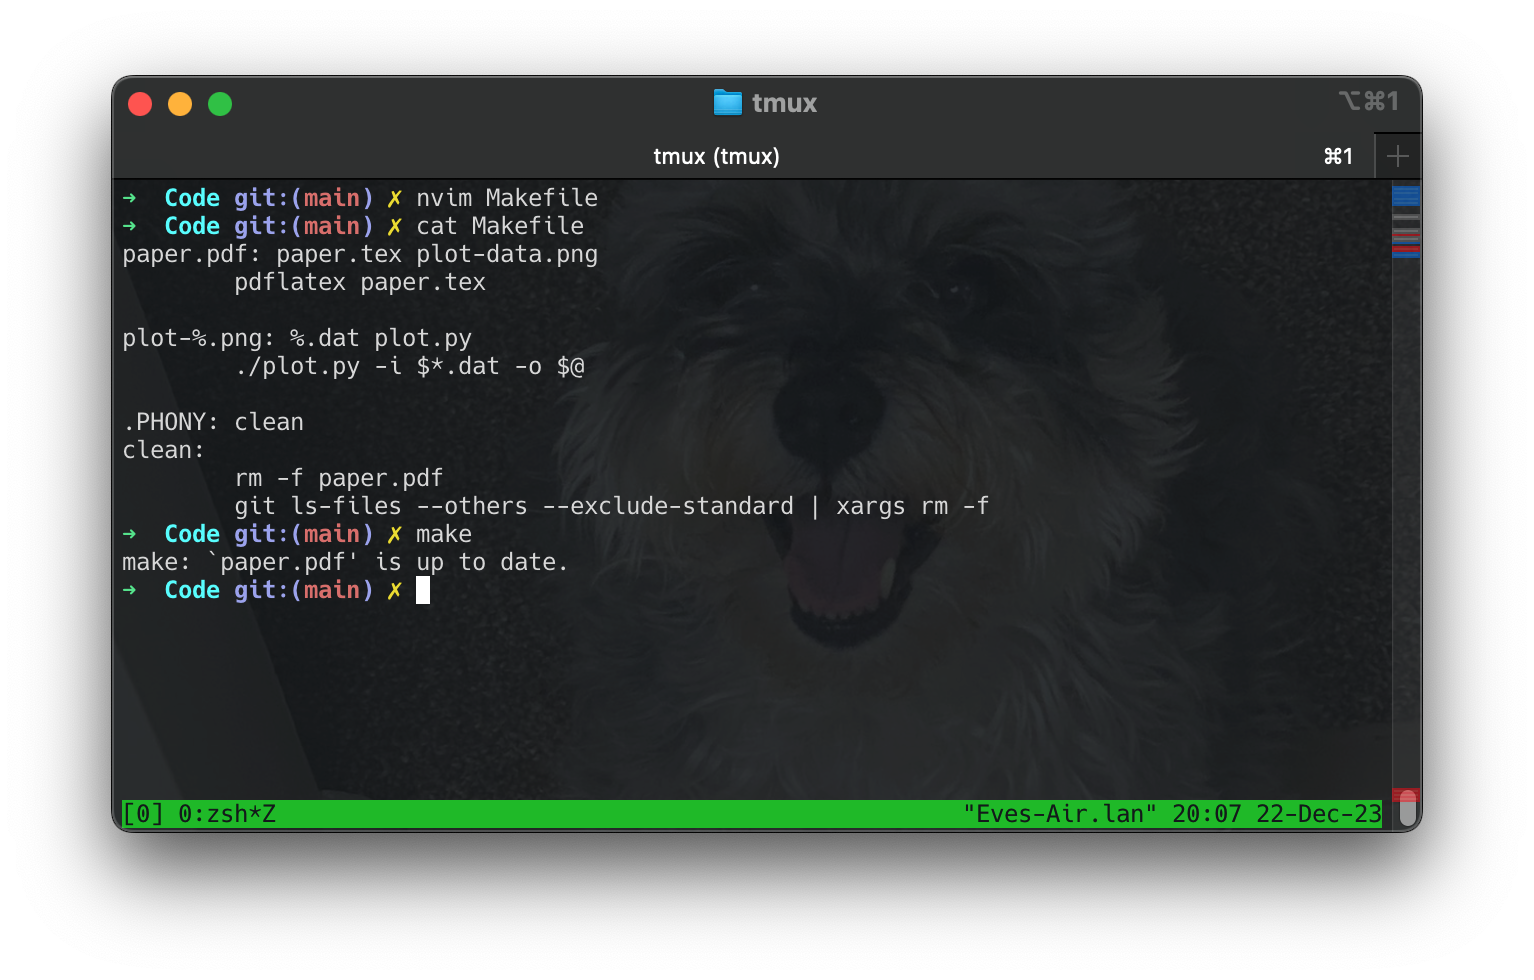 tmux
⌥⌘1
tmux (tmux)
⌘1
➜  Code git:(main) ✗ nvim Makefile
➜  Code git:(main) ✗ cat Makefile
paper.pdf: paper.tex plot-data.png
        pdflatex paper.tex
plot-%.png: %.dat plot.py
        ./plot.py -i $*.dat -o $@
.PHONY: clean
clean:
        rm -f paper.pdf
        git ls-files --others --exclude-standard | xargs rm -f
➜  Code git:(main) ✗ make
make: `paper.pdf' is up to date.
➜  Code git:(main) ✗
[0] 0:zsh*Z "Eves-Air.lan" 20:07 22-Dec-23